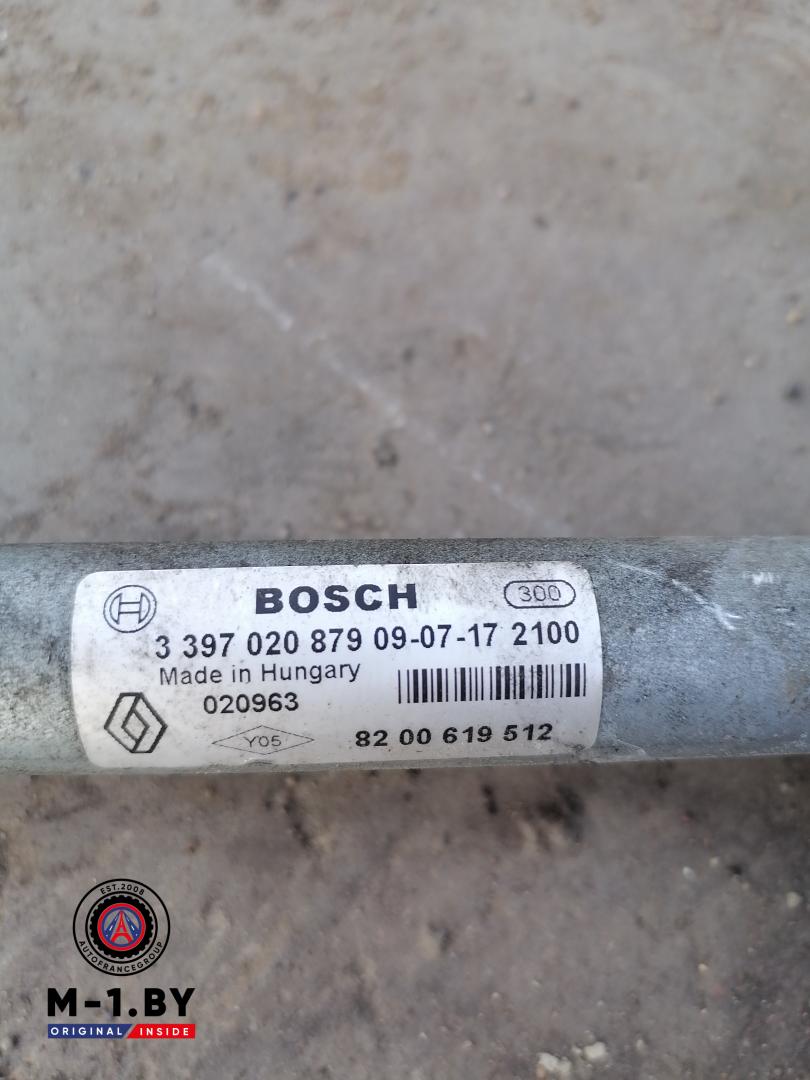 BOSCH 300
3 397 020 879 09-07-17 2100
Made in Hungary
020963
Y05 82 00 619 512
EST.2008
AUTOFRANCEGROUP
M-1.BY
ORIGINAL INSIDE